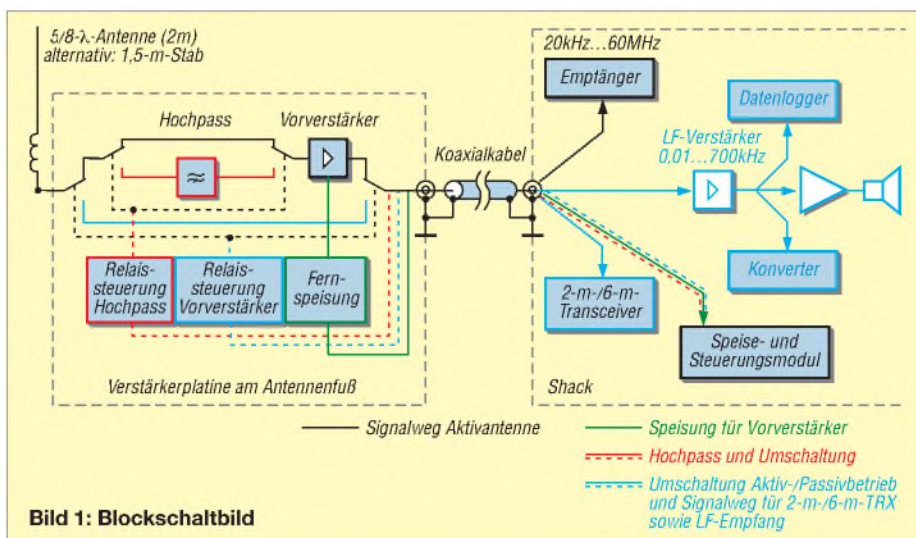 5/8-λ-Antenne (2m)
alternativ: 1,5-m-Stab
Hochpass
Vorverstärker
Koaxialkabel
20kHz...60MHz
Empfänger
Datenlogger
LF-Verstärker
0,01...700kHz
Konverter
2-m-/6-m-
Transceiver
Speise- und
Steuerungsmodul
Relais-
steuerung
Hochpass
Relais-
steuerung
Vorverstärker
Fern-
speisung
Verstärkerplatine am Antennenfuß
Shack
Signalweg Aktivantenne
Speisung für Vorverstärker
Hochpass und Umschaltung
Umschaltung Aktiv-/Passivbetrieb
und Signalweg für 2-m-/6-m-TRX
sowie LF-Empfang
Bild 1: Blockschaltbild